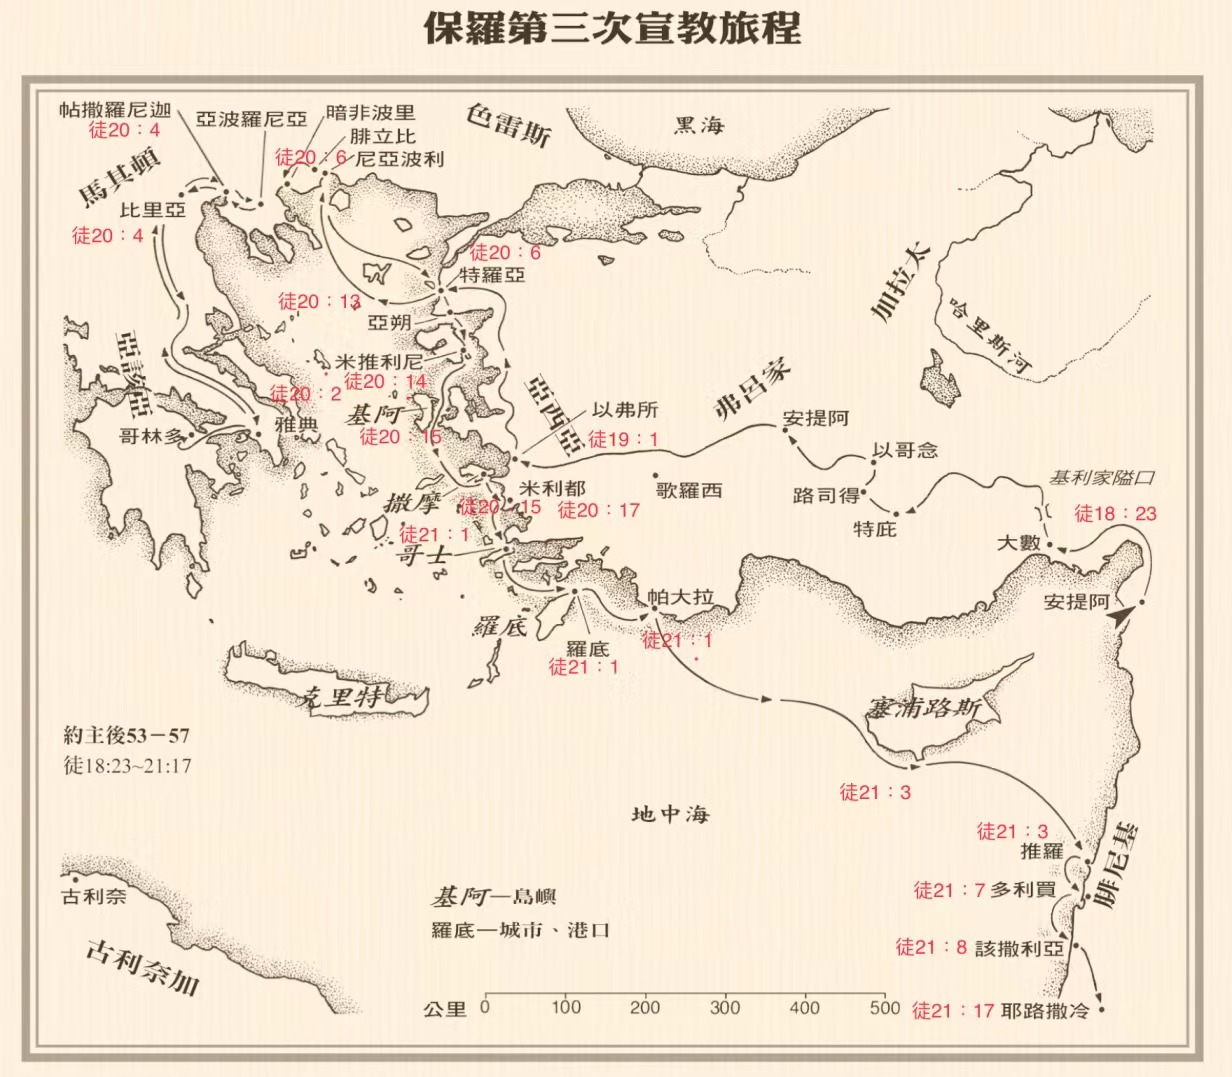 保羅第三次宣教旅程
帖撒羅尼迦
徒20：4
亞波羅尼亞
暗非波里
腓立比
徒20：6
尼亞波利
色雷斯
黑海
馬其頓
比里亞
徒20：4
徒20：6
特羅亞
徒20：13
亞朔
加拉太
哈里斯河
亞該亞
米推利尼
徒20：14
徒20：2
基阿
徒20：15
雅典
哥林多
亞西亞
以弗所
徒19：1
弗呂家
安提阿
以哥念
路司得
特庇
歌羅西
基利家隘口
徒18：23
大數
安提阿
撒摩
徒20：15
米利都
徒20：17
徒21：1
哥士
羅底
羅底
徒21：1
帕大拉
徒21：1
克里特
塞浦路斯
約主後53－57
徒18:23~21:17
地中海
徒21：3
徒21：3
推羅
腓尼基
徒21：7 多利買
徒21：8 該撒利亞
徒21：17 耶路撒冷
古利奈
古利奈加
基阿—島嶼
羅底—城市、港口
公里 0 100 200 300 400 500